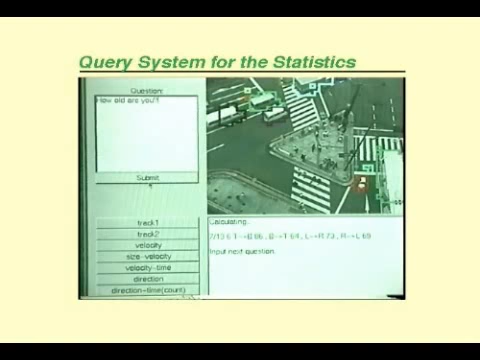 Query System for the Statistics
Question:
How old are you?
Submit
track1
track2
velocity
size-velocity
velocity-time
direction
direction-time(count)
Calculating.
Input next question.